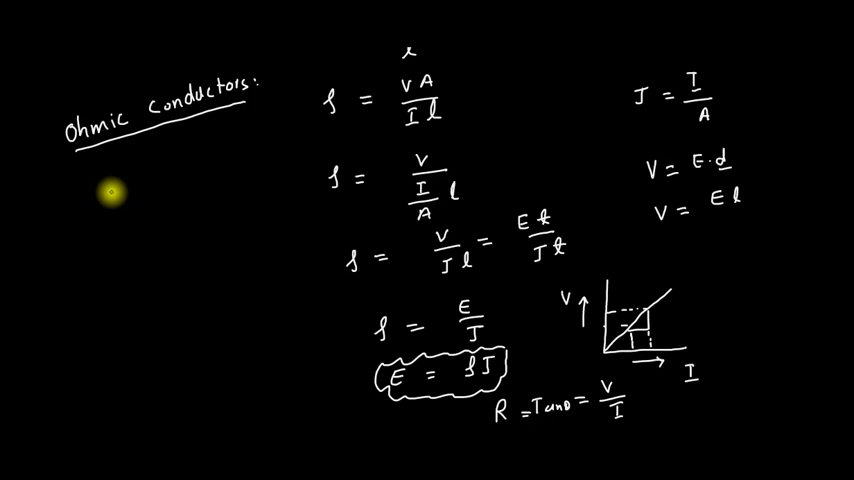 Ohmic conductors:
r
ρ = VA / Il
ρ = V / (I/A) l
ρ = V / Jl = El / Jl
ρ = E / J
E = ρJ
J = I / A
V = E.d
V = El
V ↑
I
R = Tanθ = V / I